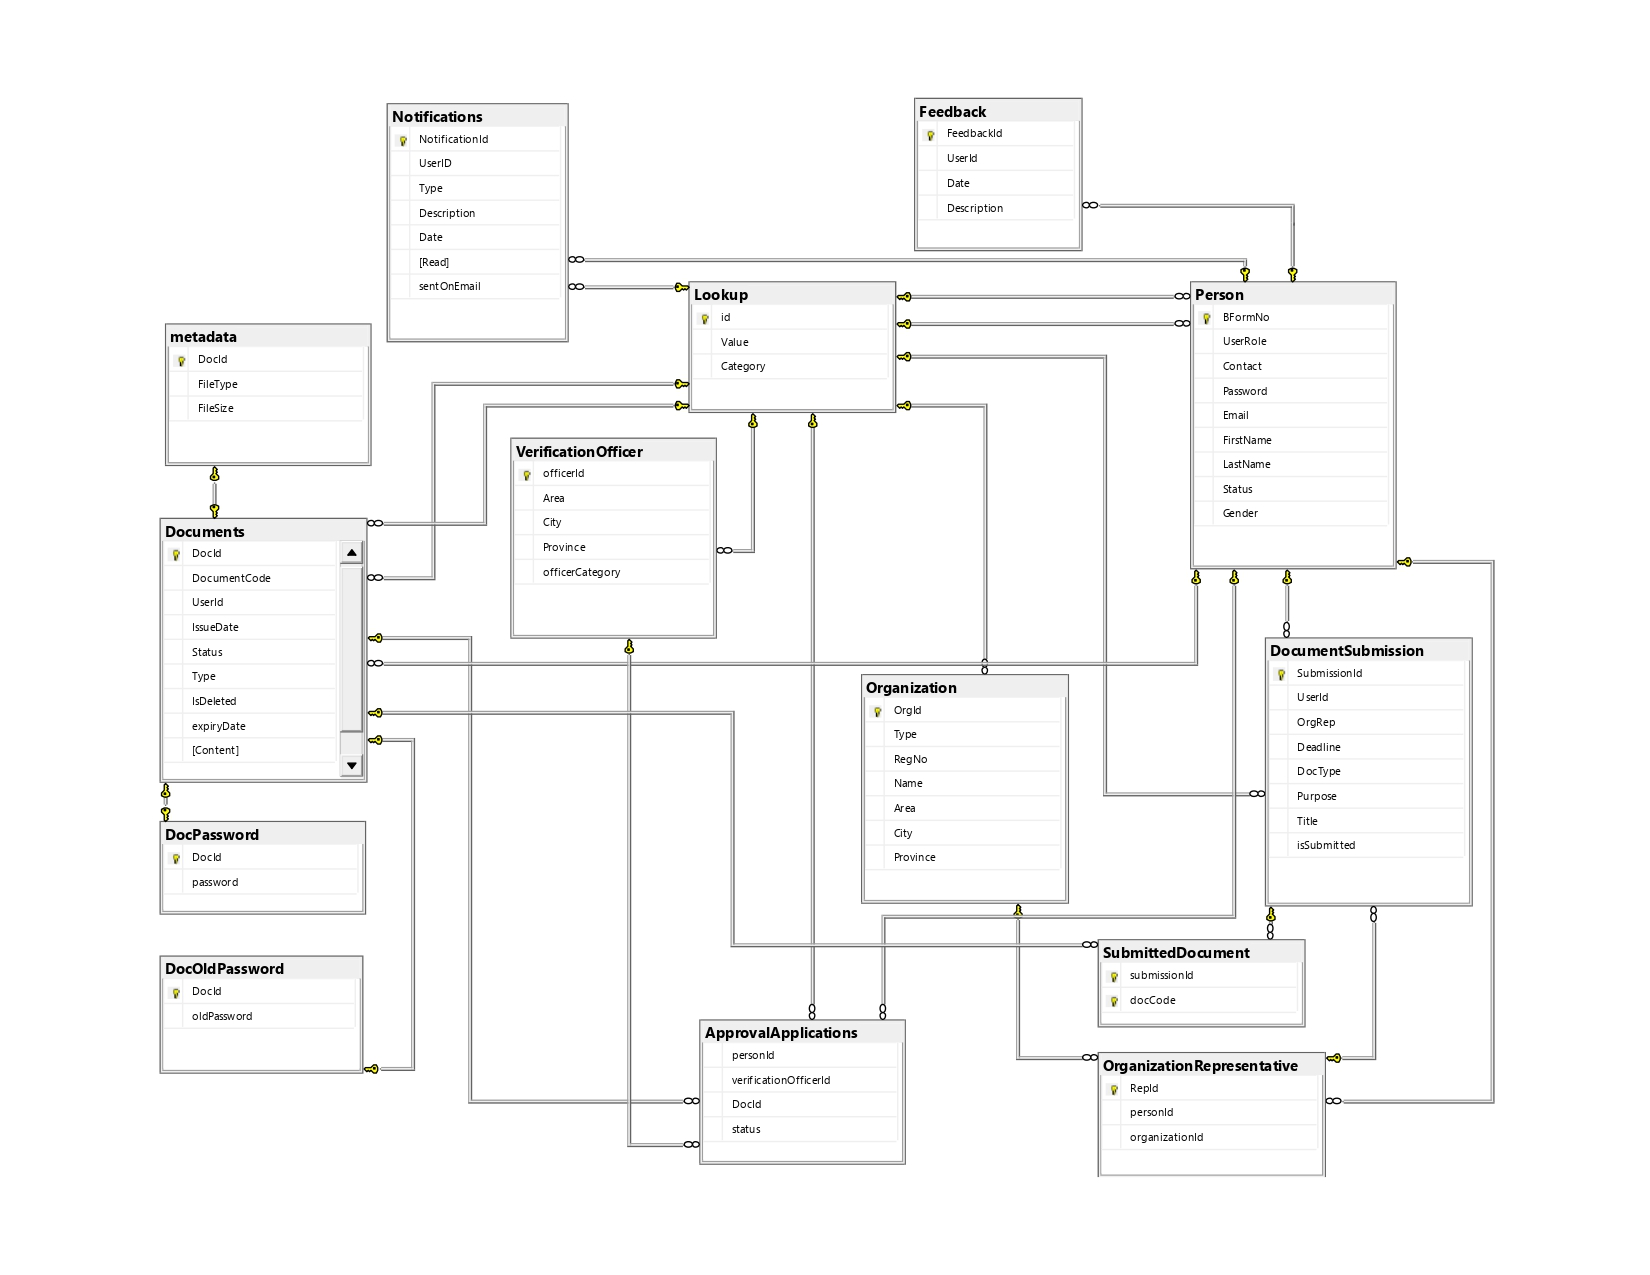 Notifications
NotificationId
UserID
Type
Description
Date
[Read]
sentOnEmail
Feedback
FeedbackId
UserId
Date
Description
Lookup
id
Value
Category
Person
BFormNo
UserRole
Contact
Password
Email
FirstName
LastName
Status
Gender
metadata
DocId
FileType
FileSize
VerificationOfficer
officerId
Area
City
Province
officerCategory
Documents
DocId
DocumentCode
UserId
IssueDate
Status
Type
IsDeleted
expiryDate
[Content]
Organization
OrgId
Type
RegNo
Name
Area
City
Province
DocumentSubmission
SubmissionId
UserId
OrgRep
Deadline
DocType
Purpose
Title
isSubmitted
DocPassword
DocId
password
DocOldPassword
DocId
oldPassword
SubmittedDocument
submissionId
docCode
ApprovalApplications
personId
verificationOfficerId
DocId
status
OrganizationRepresentative
RepId
personId
organizationId